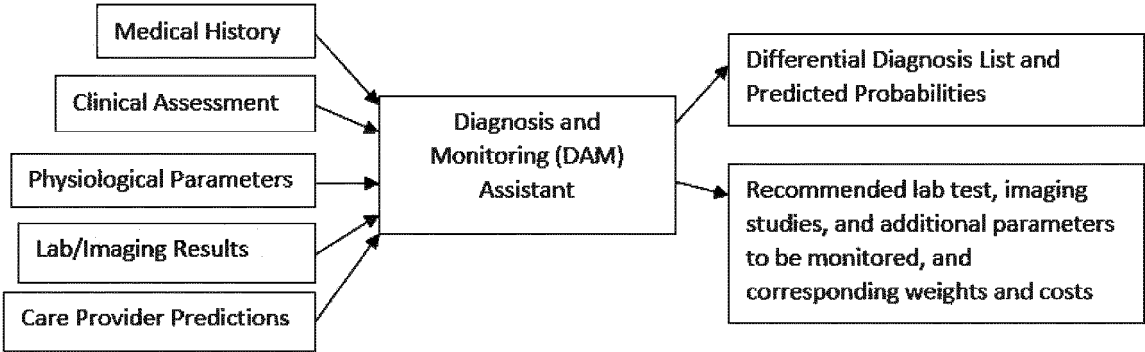 Medical History
Clinical Assessment
Physiological Parameters
Lab/Imaging Results
Care Provider Predictions
Diagnosis and
Monitoring (DAM)
Assistant
Differential Diagnosis List and
Predicted Probabilities
Recommended lab test, imaging
studies, and additional parameters
to be monitored, and
corresponding weights and costs